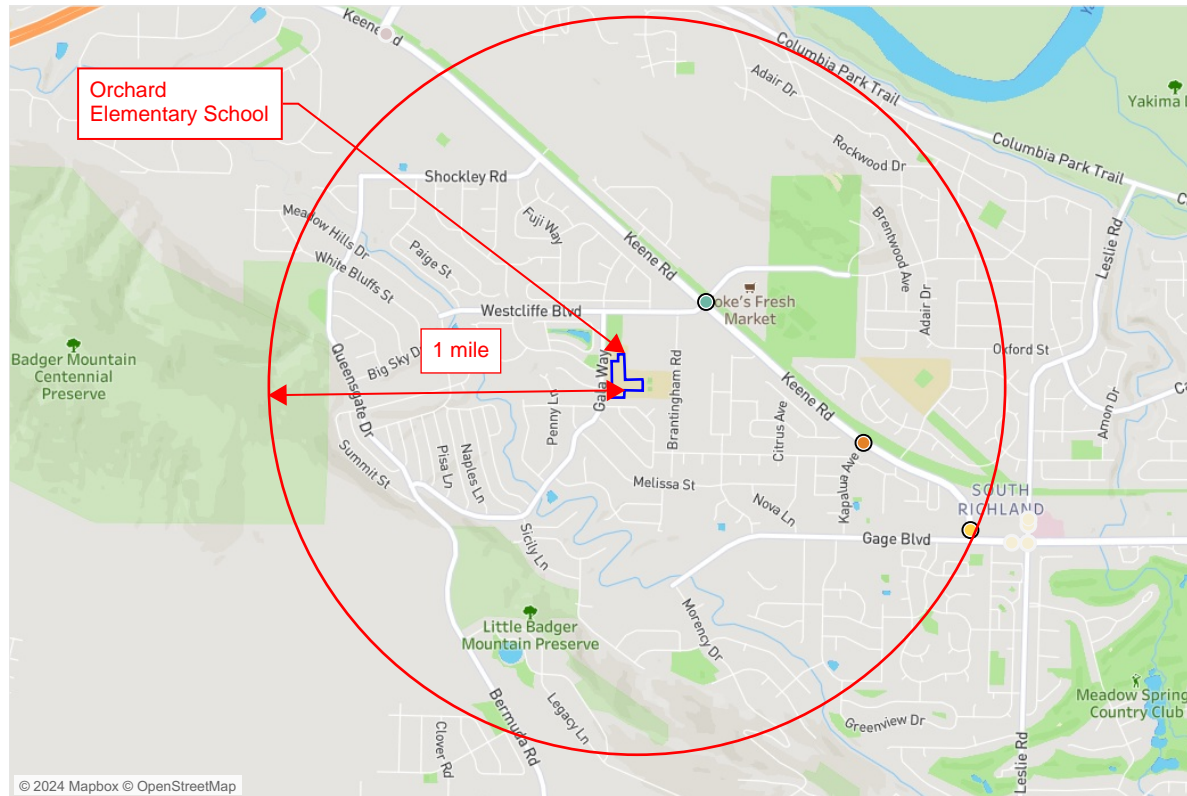 Keene Rd
Orchard
Elementary School
Adair Dr
Columbia Park Trail
Yakima
Rockwood Dr
Columbia Park Trail
Shockley Rd
Meadow Hills Dr
Fuji Way
Brentwood Ave
Leslie Rd
Paige St
White Bluffs St
Keene Rd
oke's Fresh
Market
Westcliffe Blvd
Adair Dr
Badger Mountain
Centennial
Preserve
1 mile
Big Sky D
Queensgate Dr
Gala Way
Brantingham Rd
Oxford St
Keene Rd
Amon Dr
Ca
Penny Ln
Citrus Ave
Summit St
Pisa Ln
Naples Ln
Melissa St
Kapalua Ave
Nova Ln
SOUTH
RICHLAND
Sicily Ln
Gage Blvd
Little Badger
Mountain Preserve
Morency Dr
Meadow Spring
Country Club
Bermuda Rd
Legacy Ln
Greenview Dr
Clover Rd
Leslie Rd
© 2024 Mapbox © OpenStreetMap